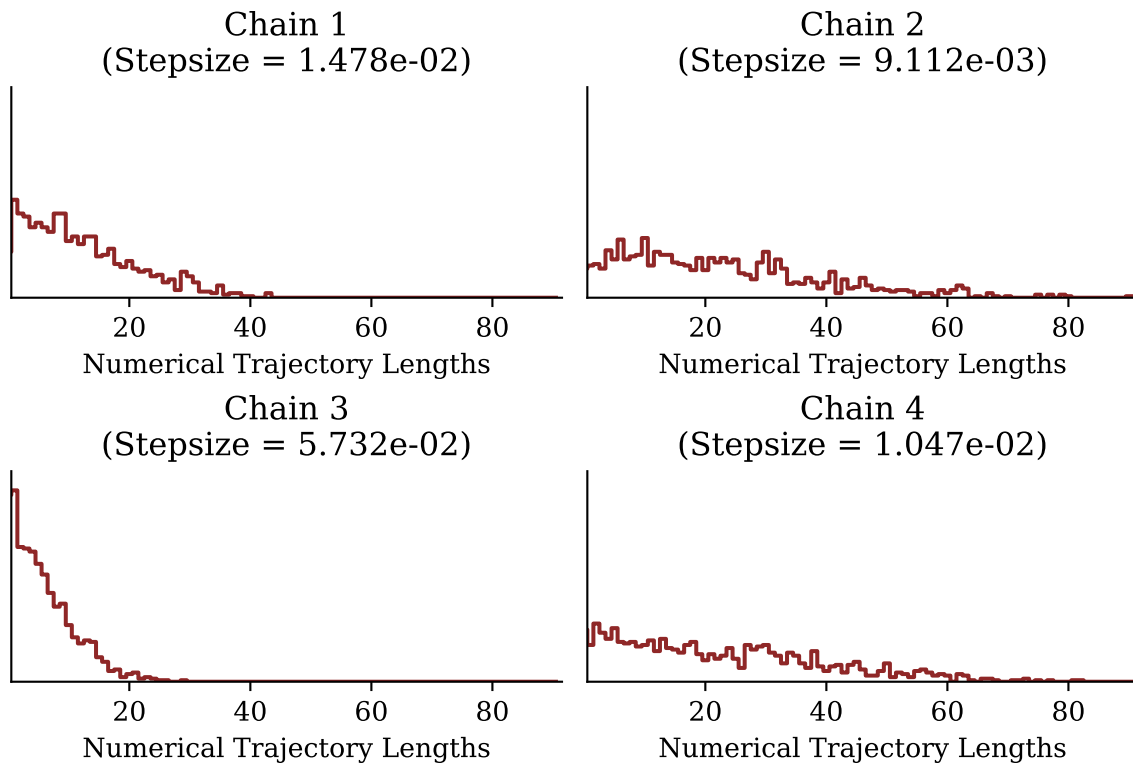 Chain 1
(Stepsize = 1.478e-02)
20 40 60 80
Numerical Trajectory Lengths
Chain 2
(Stepsize = 9.112e-03)
20 40 60 80
Numerical Trajectory Lengths
Chain 3
(Stepsize = 5.732e-02)
20 40 60 80
Numerical Trajectory Lengths
Chain 4
(Stepsize = 1.047e-02)
20 40 60 80
Numerical Trajectory Lengths